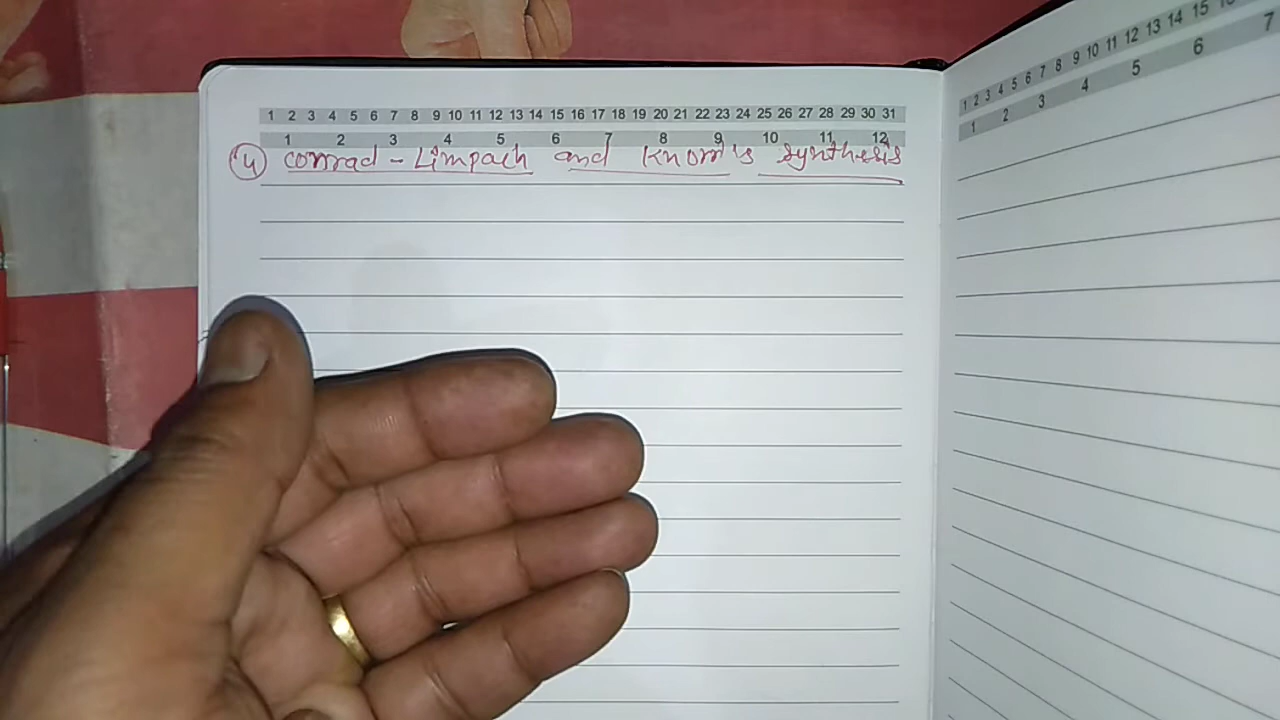 1 2 3 4 5 6 7 8 9 10 11 12 13 14 15 16 17 18 19 20 21 22 23 24 25 26 27 28 29 30 31
1 2 3 4 5 6 7 8 9 10 11 12
4 Conrad - Limpach and Knorr's synthesis
1 2 3 4 5 6 7 8 9 10 11 12 13 14 15
1 2 3 4 5 6 7